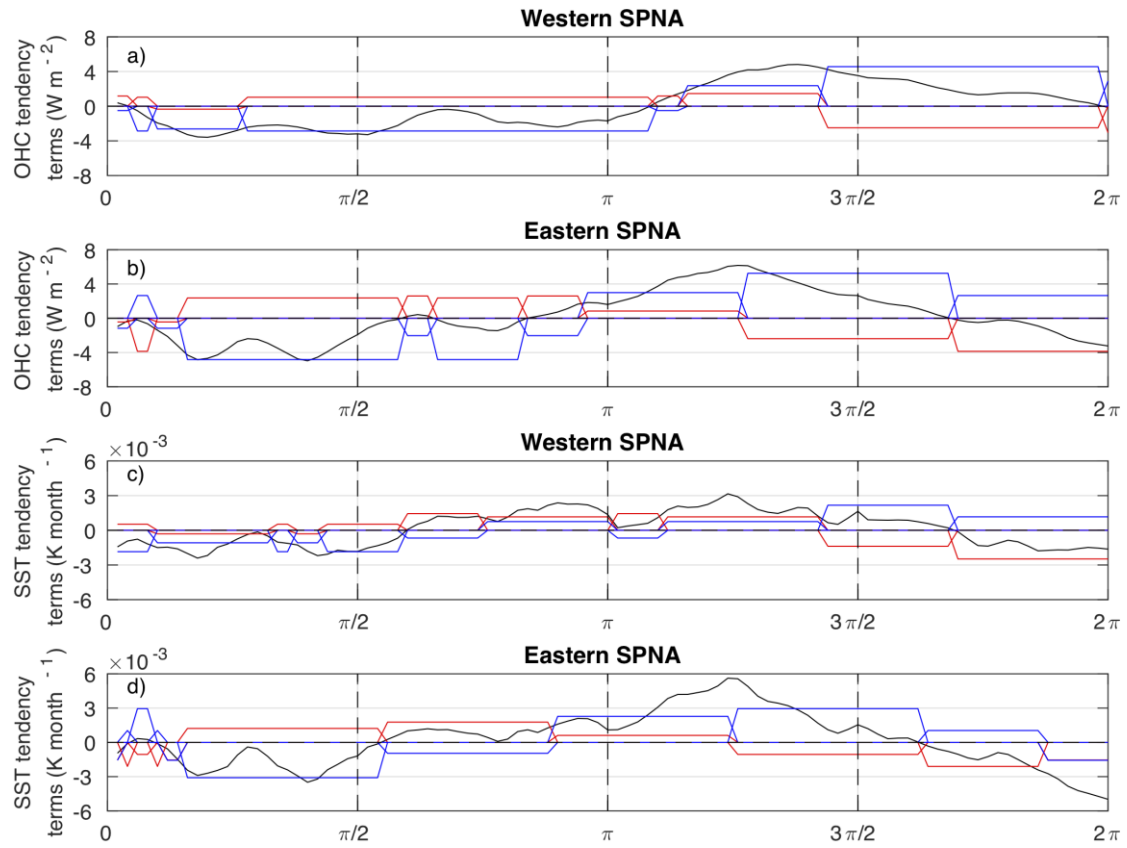 Western SPNA
a)
OHC tendency
terms (W m⁻²)
8
4
0
-4
-8
0
π/2
π
3π/2
2π
Eastern SPNA
b)
OHC tendency
terms (W m⁻²)
8
4
0
-4
-8
0
π/2
π
3π/2
2π
Western SPNA
×10⁻³
c)
SST tendency
terms (K month⁻¹)
6
3
0
-3
-6
0
π/2
π
3π/2
2π
Eastern SPNA
×10⁻³
d)
SST tendency
terms (K month⁻¹)
6
3
0
-3
-6
0
π/2
π
3π/2
2π